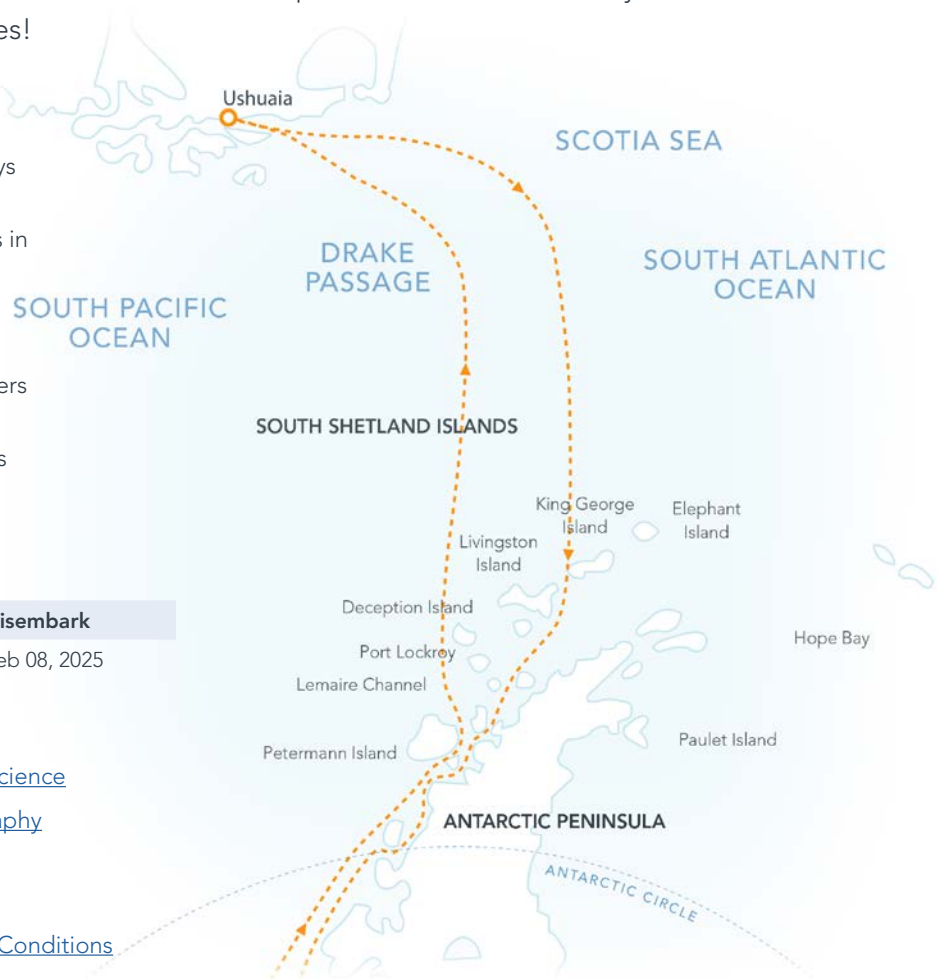 es!
Ushuaia
SCOTIA SEA
ys
s in
DRAKE
PASSAGE
SOUTH ATLANTIC
OCEAN
SOUTH PACIFIC
OCEAN
ers
SOUTH SHETLAND ISLANDS
s
King George
Island
Elephant
Island
Livingston
Island
Deception Island
isembark
Hope Bay
Port Lockroy
eb 08, 2025
Lemaire Channel
Paulet Island
Petermann Island
cience
aphy
ANTARCTIC PENINSULA
ANTARCTIC CIRCLE
Conditions